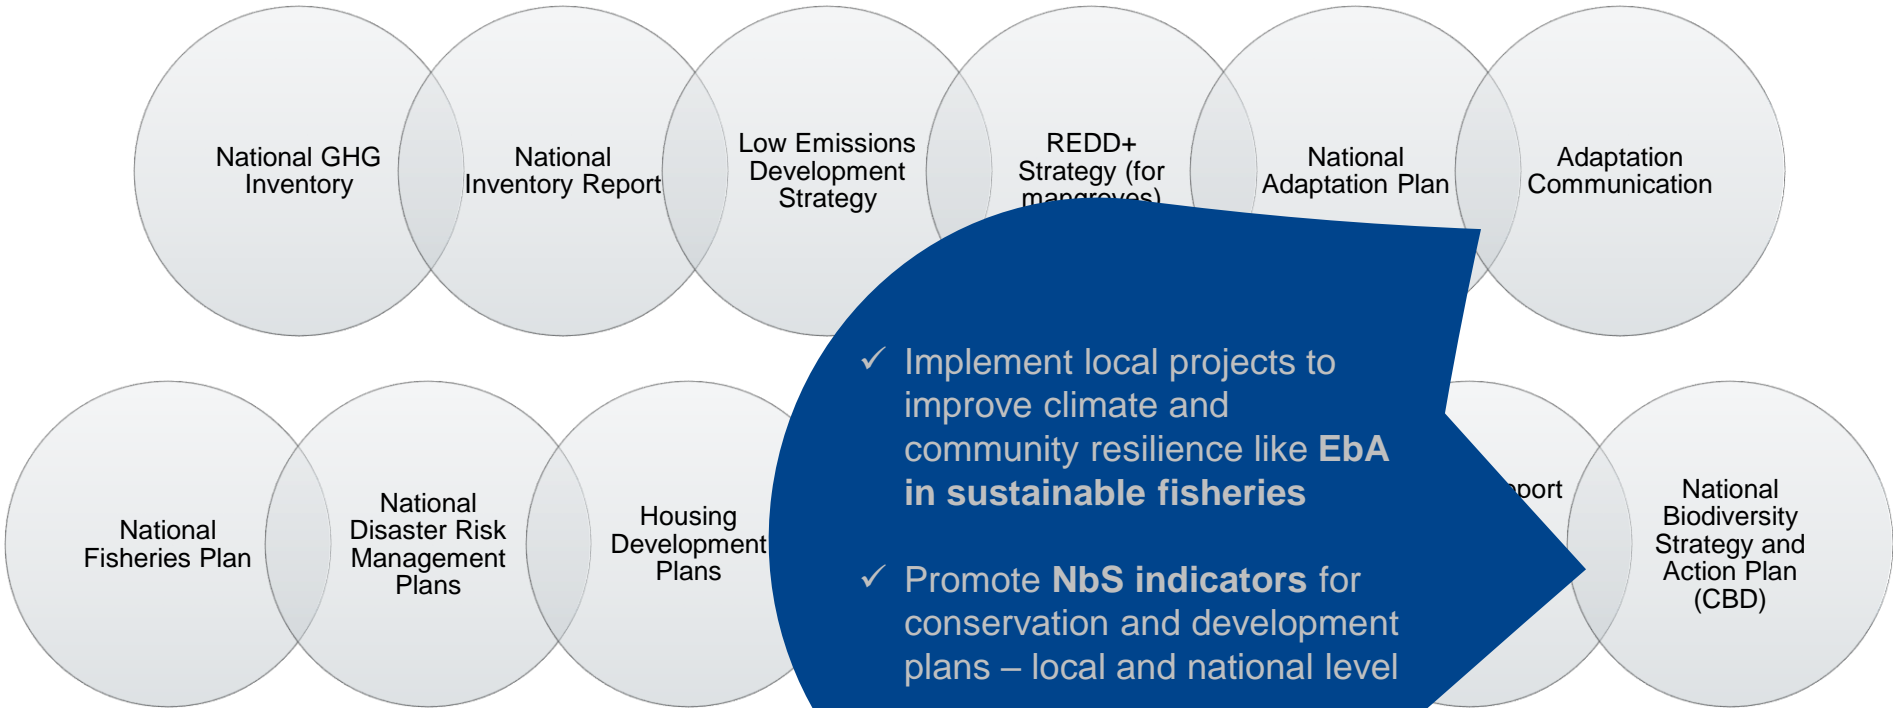 National GHG
Inventory
National
Inventory Report
Low Emissions
Development
Strategy
REDD+
Strategy (for
mangroves)
National
Adaptation Plan
Adaptation
Communication
National
Fisheries Plan
National
Disaster Risk
Management
Plans
Housing
Development
Plans
✓ Implement local projects to
improve climate and
community resilience like EbA
in sustainable fisheries
✓ Promote NbS indicators for
conservation and development
plans – local and national level
National
Biodiversity
Strategy and
Action Plan
(CBD)